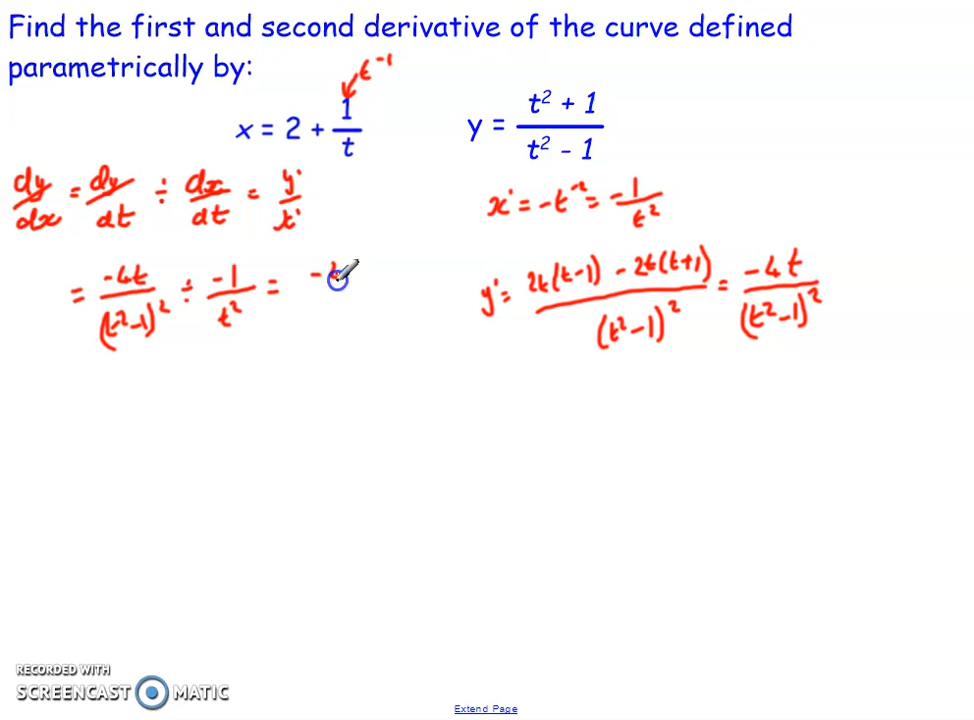 Find the first and second derivative of the curve defined
parametrically by:
t⁻¹
x = 2 + 1/t
y = (t² + 1)/(t² - 1)
dy/dx = dy/dt ÷ dx/dt = ẏ/ẋ
ẋ = -t⁻² = -1/t²
= -4t/(t²-1)² ÷ -1/t² =
ẏ = (2t(t-1) - 2t(t+1))/(t²-1)² = -4t/(t²-1)²
RECORDED WITH
SCREENCAST MATIC
Extend Page